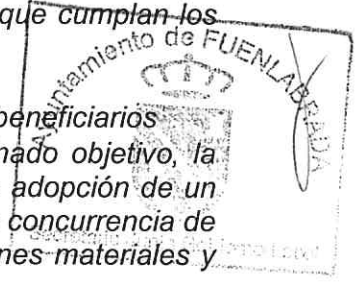 que cumplan los
Ayuntamiento de FUENLABRADA
beneficiarios
nado objetivo, la
adopción de un
concurrencia de
nes materiales y